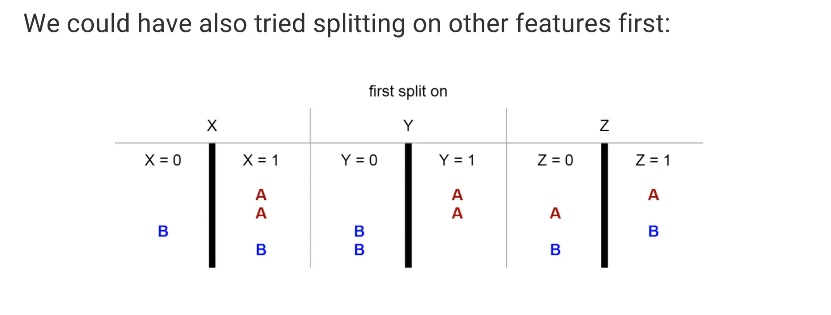 We could have also tried splitting on other features first:
first split on
X Y Z
X = 0 X = 1 Y = 0 Y = 1 Z = 0 Z = 1
A A A
A A A
B B B
B B B